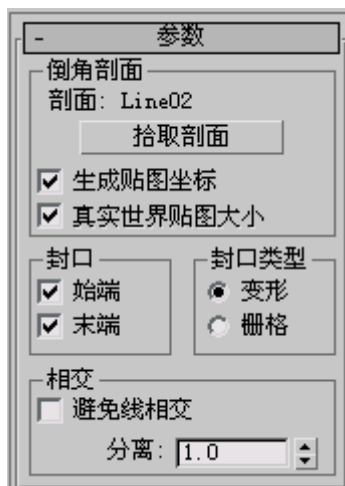 - 参数
倒角剖面
剖面: Line02
拾取剖面
生成贴图坐标
真实世界贴图大小
封口 封口类型
始端 变形
末端 栅格
相交
避免线相交
分离: 1.0